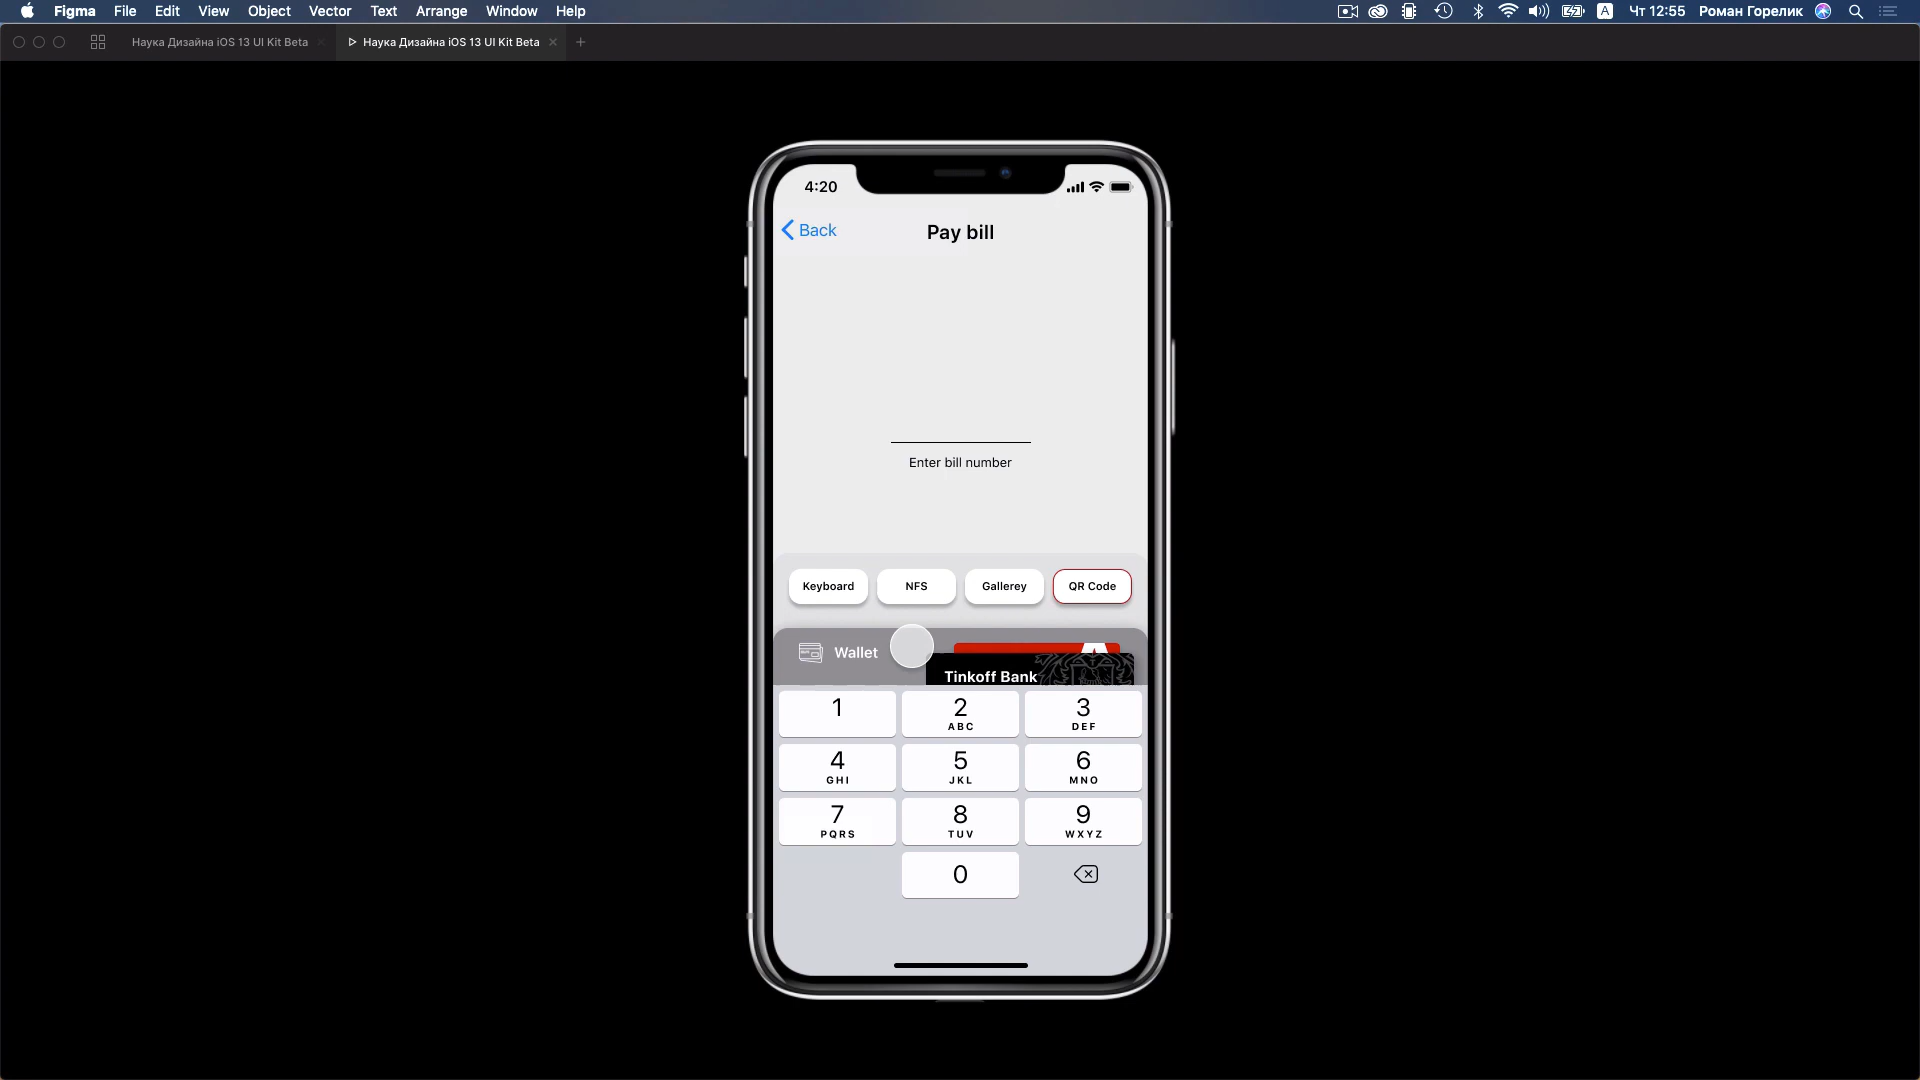 Figma File Edit View Object Vector Text Arrange Window Help
A Чт 12:55 Роман Горелик
Наука Дизайна iOS 13 UI Kit Beta
Наука Дизайна iOS 13 UI Kit Beta
4:20
Back
Pay bill
Enter bill number
Keyboard NFS Gallerey QR Code
Wallet
Tinkoff Bank
1 2 3
ABC DEF
4 5 6
GHI JKL MNO
7 8 9
PQRS TUV WXYZ
0